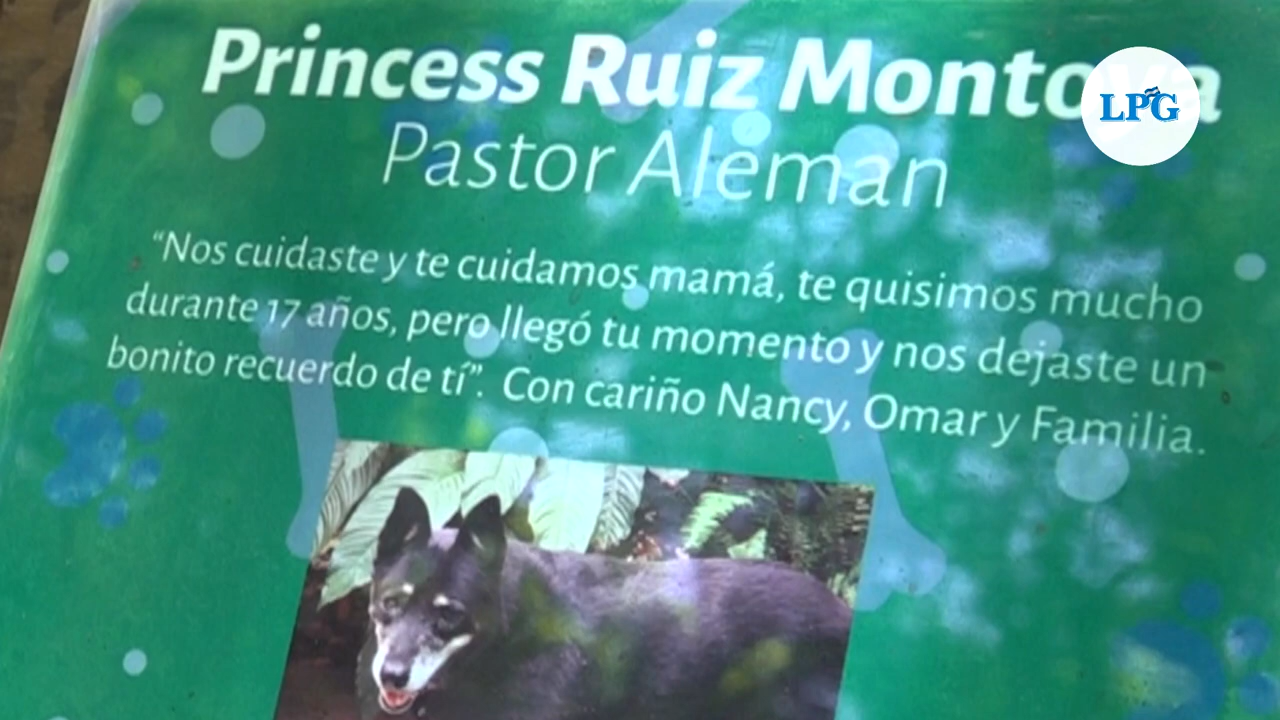 Princess Ruiz Montoya
LPG
Pastor Aleman
“Nos cuidaste y te cuidamos mamá, te quisimos mucho
durante 17 años, pero llegó tu momento y nos dejaste un
bonito recuerdo de tí”. Con cariño Nancy, Omar y Familia.